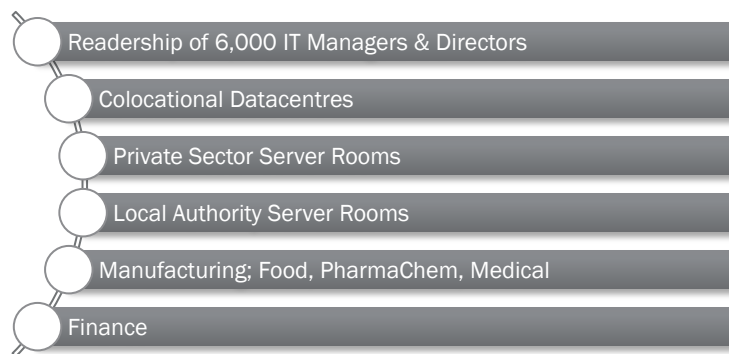 Readership of 6,000 IT Managers & Directors
Colocational Datacentres
Private Sector Server Rooms
Local Authority Server Rooms
Manufacturing; Food, PharmaChem, Medical
Finance